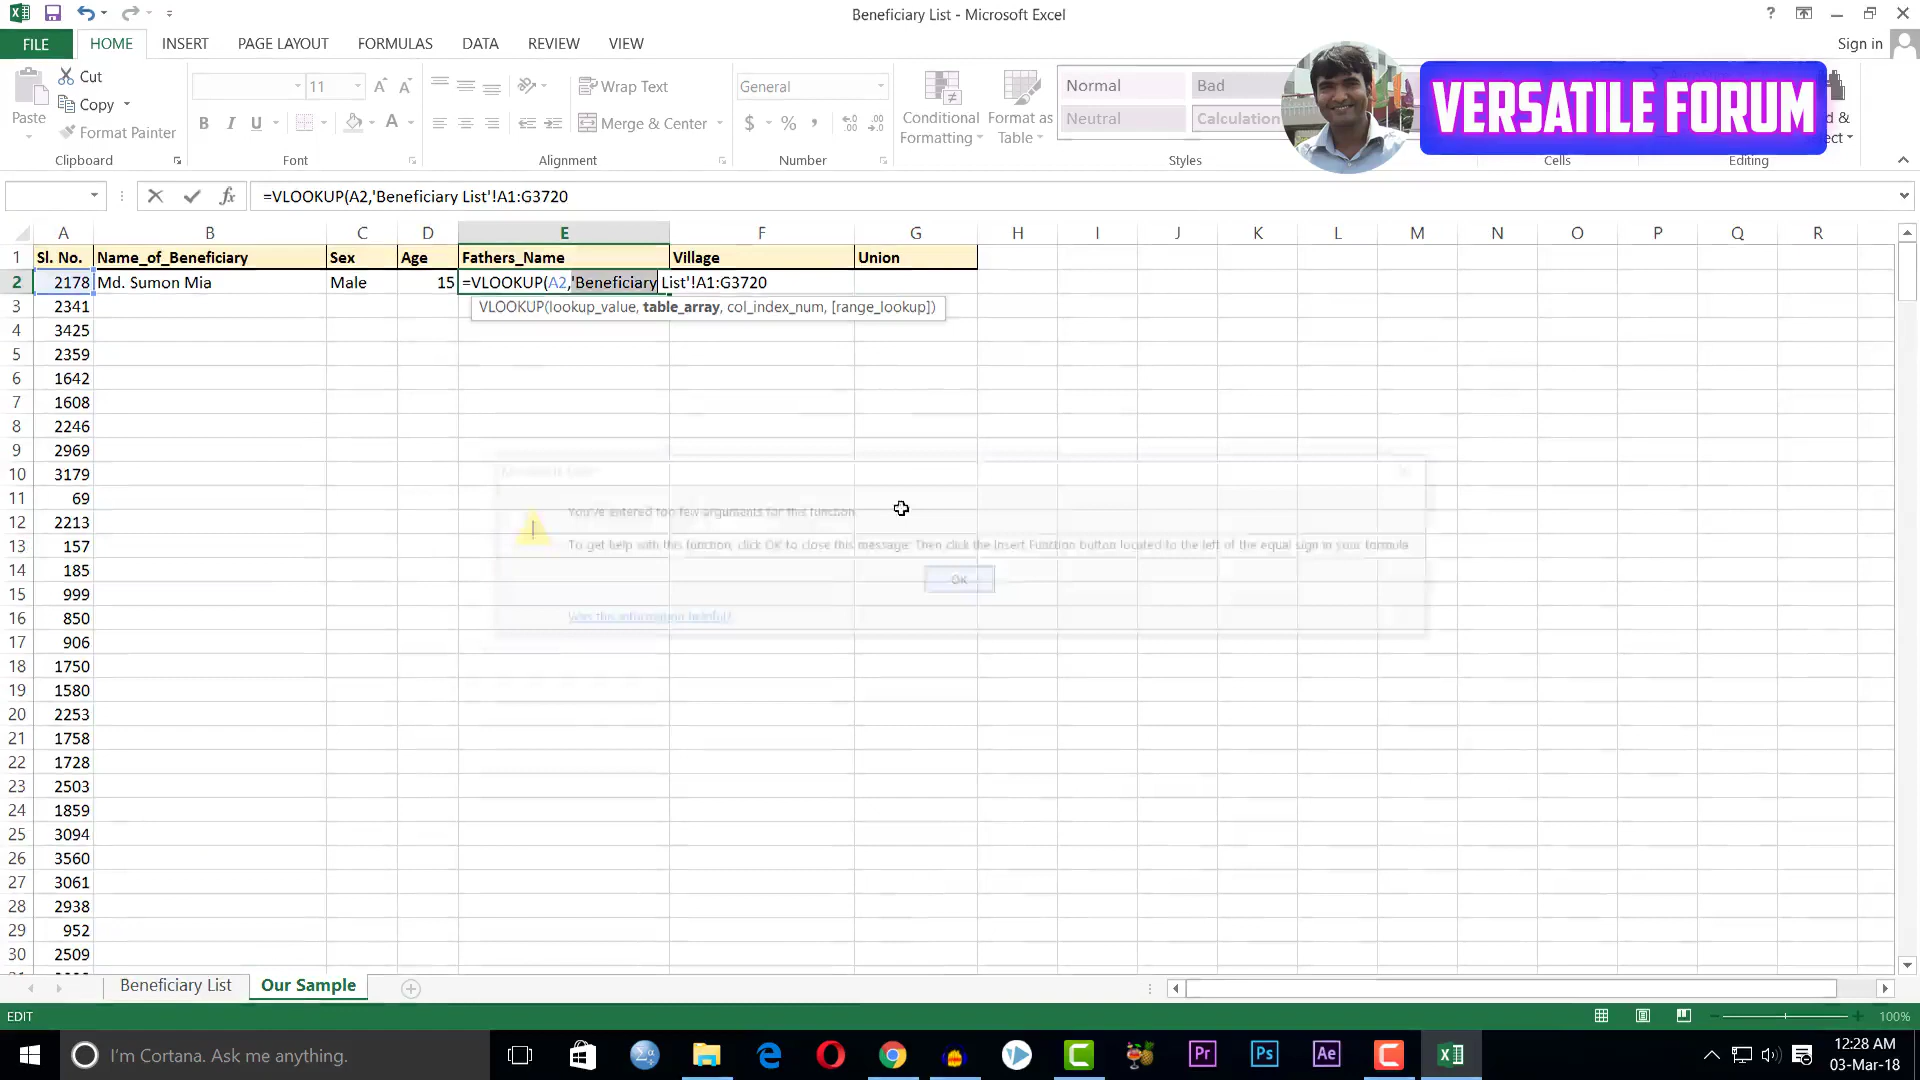 Beneficiary List - Microsoft Excel
FILE HOME INSERT PAGE LAYOUT FORMULAS DATA REVIEW VIEW Sign in
Cut
Copy
Format Painter
Paste
Clipboard
11
B I U
Font
Wrap Text
Merge & Center
Alignment
General
$ % ,
Number
Conditional Formatting
Format as Table
Normal Bad
Neutral Calculation
Styles
Cells
Editing
VERSATILE FORUM
=VLOOKUP(A2,'Beneficiary List'!A1:G3720
A B C D E F G H I J K L M N O P Q R
1 Sl. No. Name_of_Beneficiary Sex Age Fathers_Name Village Union
2 2178 Md. Sumon Mia Male 15 =VLOOKUP(A2,'Beneficiary List'!A1:G3720
VLOOKUP(lookup_value, table_array, col_index_num, [range_lookup])
3 2341
4 3425
5 2359
6 1642
7 1608
8 2246
9 2969
10 3179
11 69
12 2213
13 157
14 185
15 999
16 850
17 906
18 1750
19 1580
20 2253
21 1758
22 1728
23 2503
24 1859
25 3094
26 3560
27 3061
28 2938
29 952
30 2509
You've entered too few arguments for this function.
To get help with this function, click OK to close this message. Then click the Insert Function button located to the left of the equal sign in your formula.
OK
Was this information helpful?
Beneficiary List Our Sample
EDIT 100%
I'm Cortana. Ask me anything.
Pr Ps Ae
12:28 AM
03-Mar-18